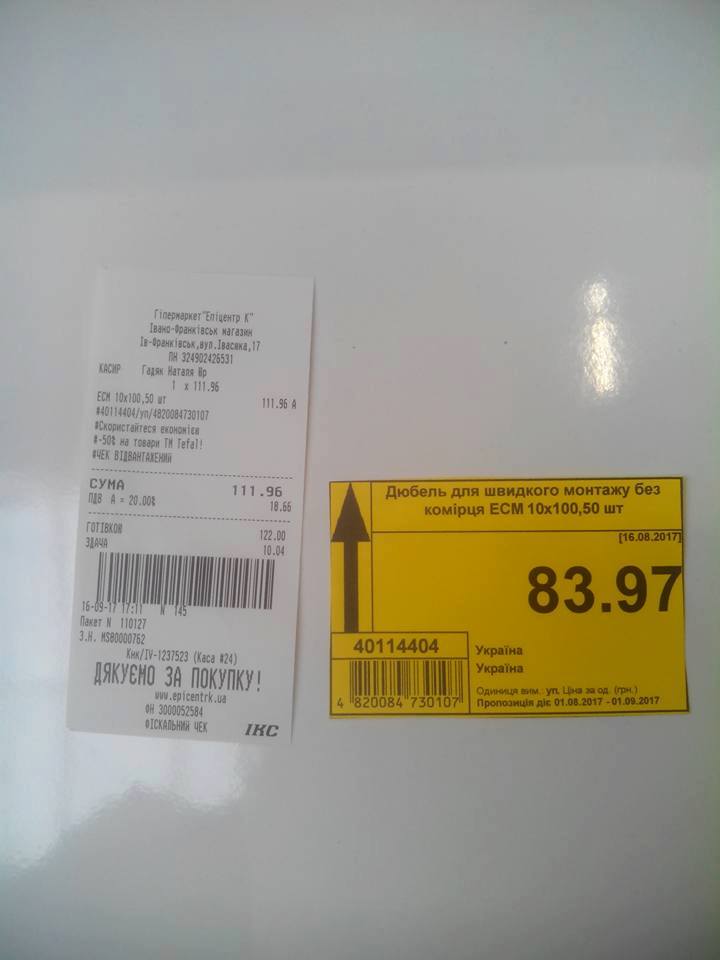 Гіпермаркет"Епіцентр К"
Івано-Франківськ магазин
Ів-Франківськ,вул.Івасюка,17
ПН 324902426531
КАСИР Гадяк Наталя Юр
1 x 111.96
ЕСМ 10х100,50 шт 111.96 А
#40114404/уп/4820084730107
#Скористайтеся економією
#-50% на товари ТМ Tefal!
#ЧЕК ВІДВАНТАЖЕНИЙ
СУМА 111.96
ПДВ А = 20.00% 18.66
ГОТІВКОЮ 122.00
ЗДАЧА 10.04
16-09-17 17:11 N 145
Пакет N 110127
З.Н. MS80000762
Кнк/IV-1237523 (Каса #24)
ДЯКУЄМО ЗА ПОКУПКУ!
www.epicentrk.ua
ФН 3000052584
ФІСКАЛЬНИЙ ЧЕК ІКС
Дюбель для швидкого монтажу без
комірця ЕСМ 10х100,50 шт
[16.08.2017]
83.97
40114404
Україна
Україна
4 820084 730107
Одиниця вим.: уп. Ціна за од. (грн.)
Пропозиція діє: 01.08.2017 - 01.09.2017